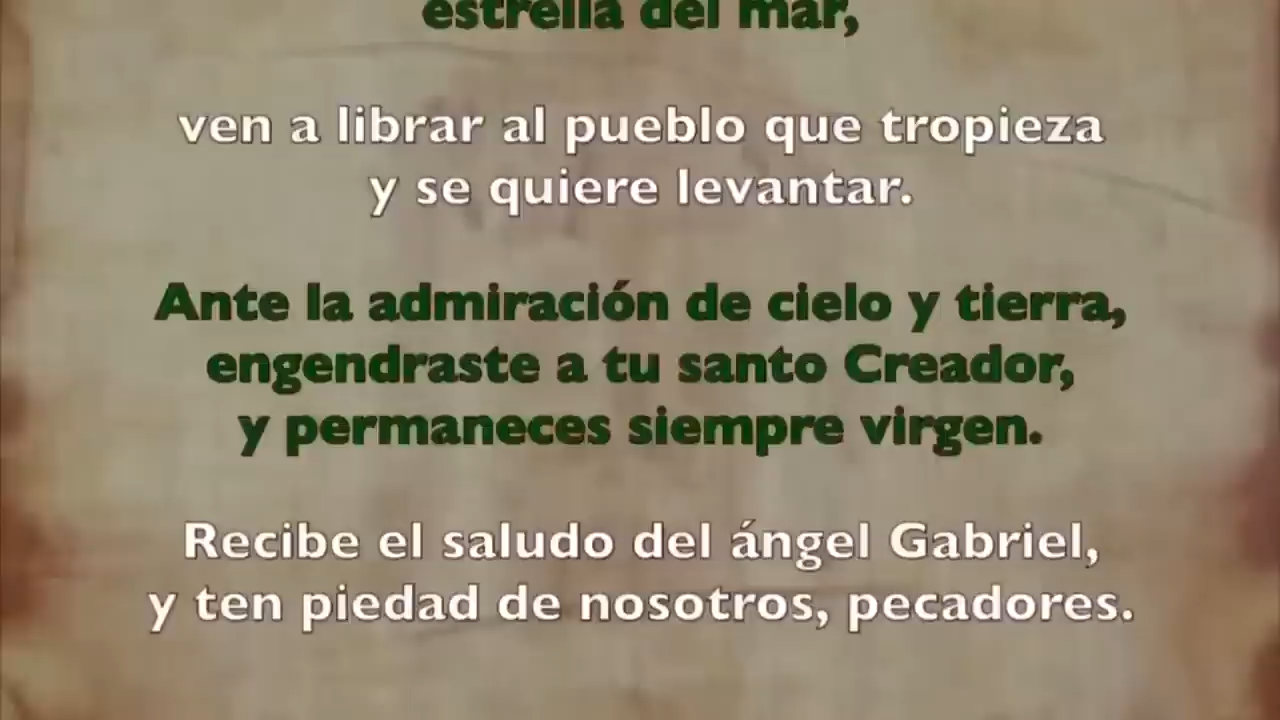 estrella del mar,
ven a librar al pueblo que tropieza
y se quiere levantar.
Ante la admiración de cielo y tierra,
engendraste a tu santo Creador,
y permaneces siempre virgen.
Recibe el saludo del ángel Gabriel,
y ten piedad de nosotros, pecadores.